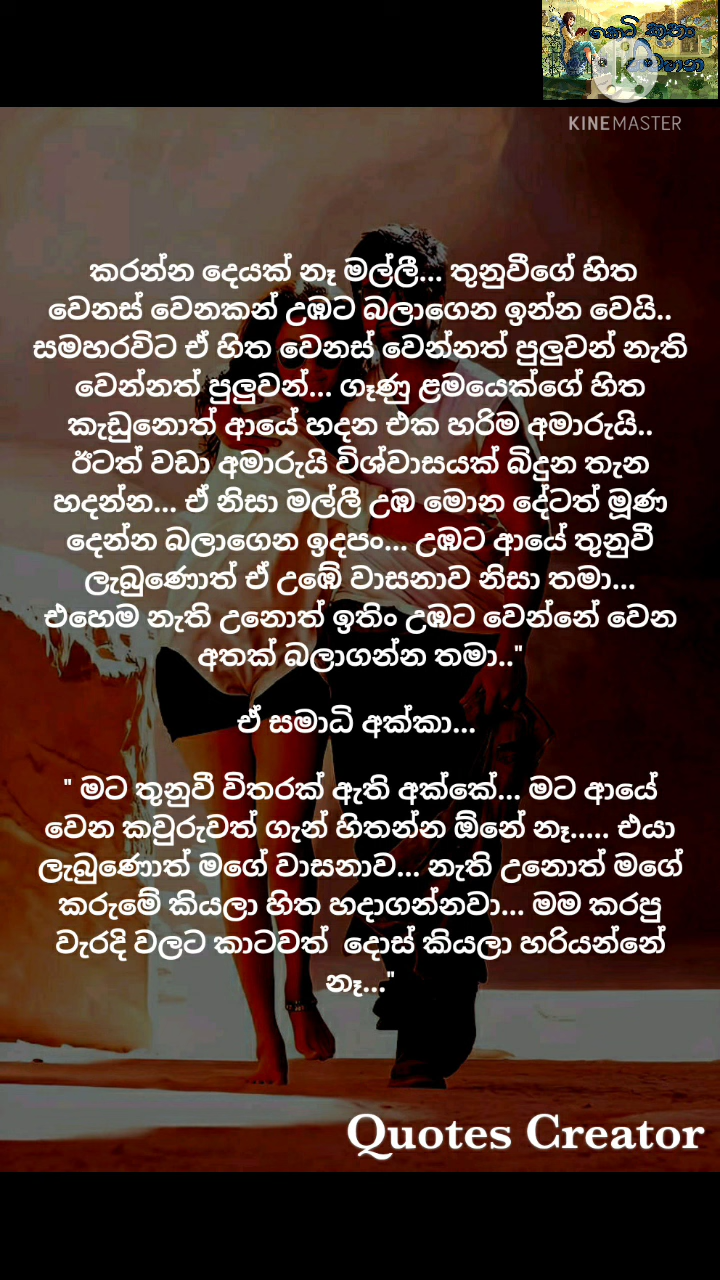 කොටි කතා
K
KINEMASTER
කරන්න දෙයක් නෑ මල්ලී... තුනුවීගේ හිත
වෙනස් වෙනකන් උඹට බලාගෙන ඉන්න වෙයි..
සමහරවිට ඒ හිත වෙනස් වෙන්නත් පුලුවන් නැති
වෙන්නත් පුලුවන්... ගෑණු ළමයෙක්ගේ හිත
කැඩුනොත් ආයේ හදන එක හරිම අමාරුයි..
ඊටත් වඩා අමාරුයි විශ්වාසයක් බිදුන තැන
හදන්න... ඒ නිසා මල්ලී උඹ මොන දේටත් මූණ
දෙන්න බලාගෙන ඉදපං... උඹට ආයේ තුනුවී
ලැබුණොත් ඒ උඹේ වාසනාව නිසා තමා...
එහෙම නැති උනොත් ඉතිං උඹට වෙන්නේ වෙන
අතක් බලාගන්න තමා.."
ඒ සමාධි අක්කා...
" මට තුනුවී විතරක් ඇති අක්කේ... මට ආයේ
වෙන කවුරුවත් ගැන් හිතන්න ඕනේ නෑ..... එයා
ලැබුණොත් මගේ වාසනාව... නැති උනොත් මගේ
කරුමේ කියලා හිත හදාගන්නවා... මම කරපු
වැරදි වලට කාටවත්  දොස් කියලා හරියන්නේ
නෑ..."
Quotes Creator